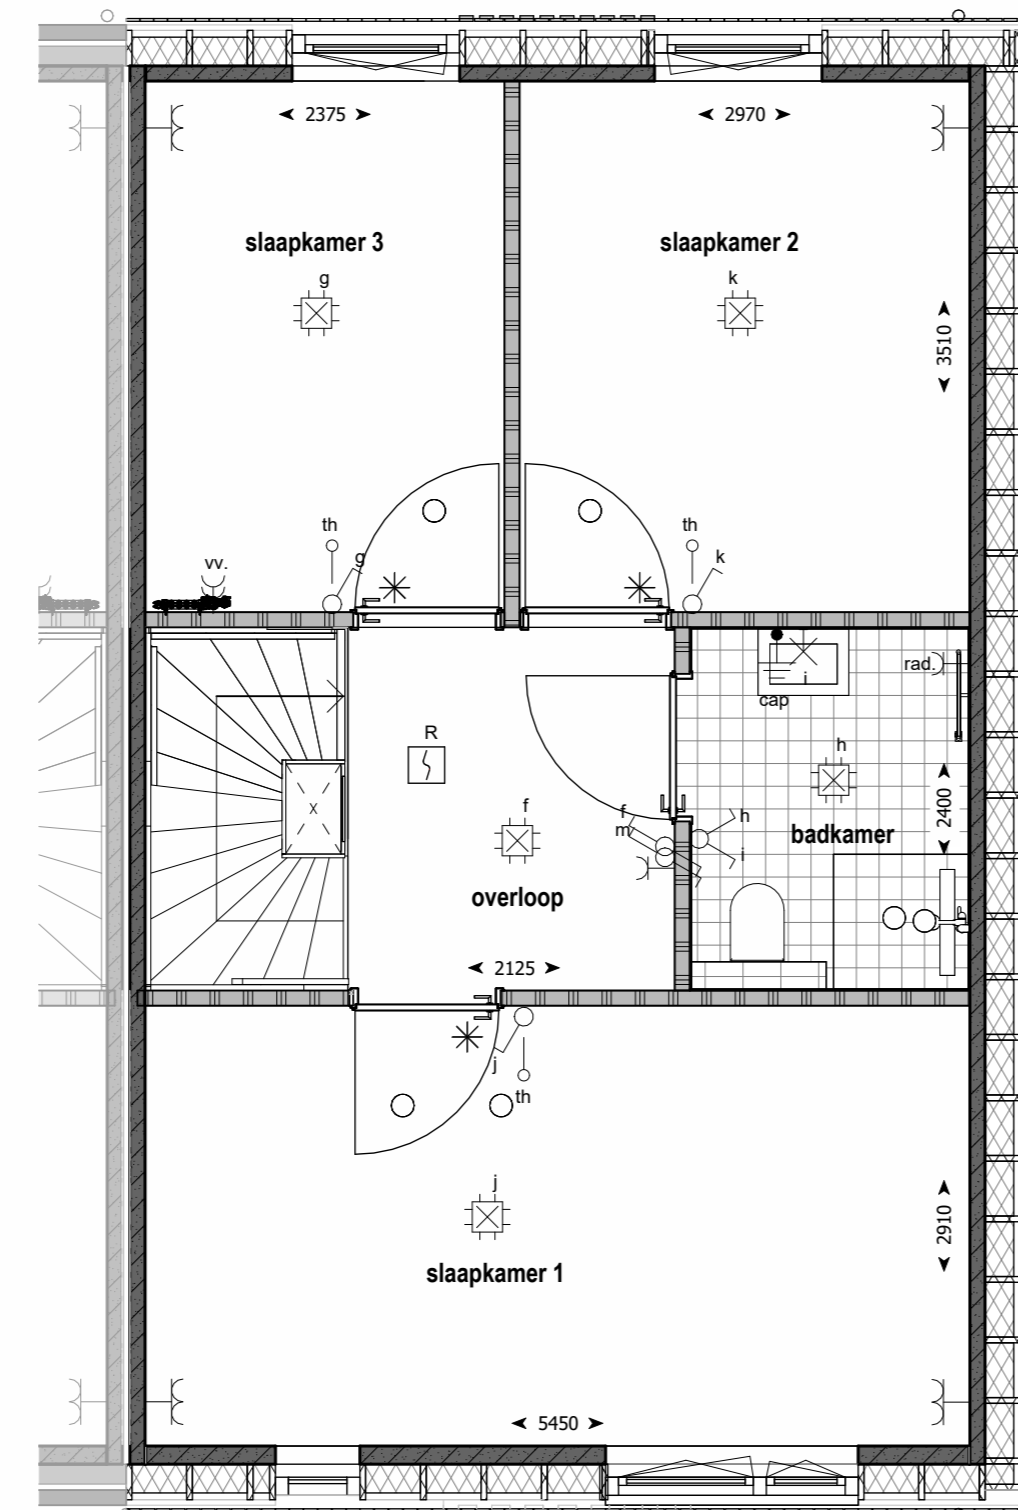 2375
2970
slaapkamer 3
slaapkamer 2
g
k
3510
th
g
th
k
vv.
rad.
i
cap
R
h
f
2400
f
h
m
badkamer
i
overloop
2125
j
th
j
slaapkamer 1
2910
5450